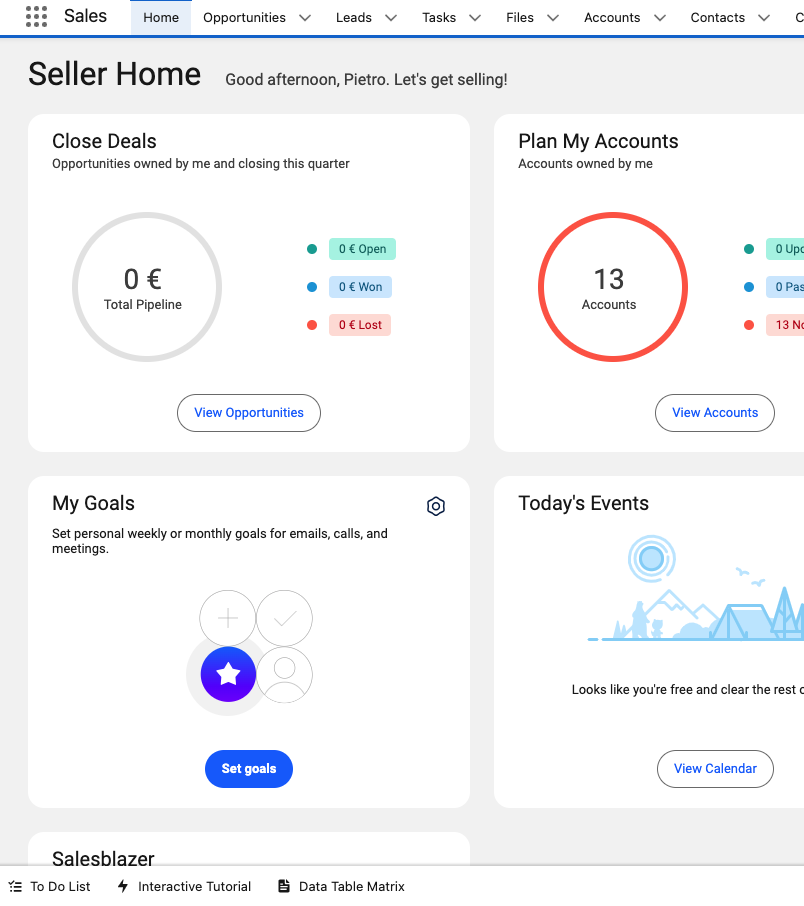 Sales
Home
Opportunities
Leads
Tasks
Files
Accounts
Contacts
Seller Home
Good afternoon, Pietro. Let's get selling!
Close Deals
Opportunities owned by me and closing this quarter
0 €
Total Pipeline
0 € Open
0 € Won
0 € Lost
View Opportunities
Plan My Accounts
Accounts owned by me
13
Accounts
0
0
13
View Accounts
My Goals
Set personal weekly or monthly goals for emails, calls, and
meetings.
Set goals
Today's Events
Looks like you're free and clear the rest
View Calendar
Salesblazer
To Do List
Interactive Tutorial
Data Table Matrix